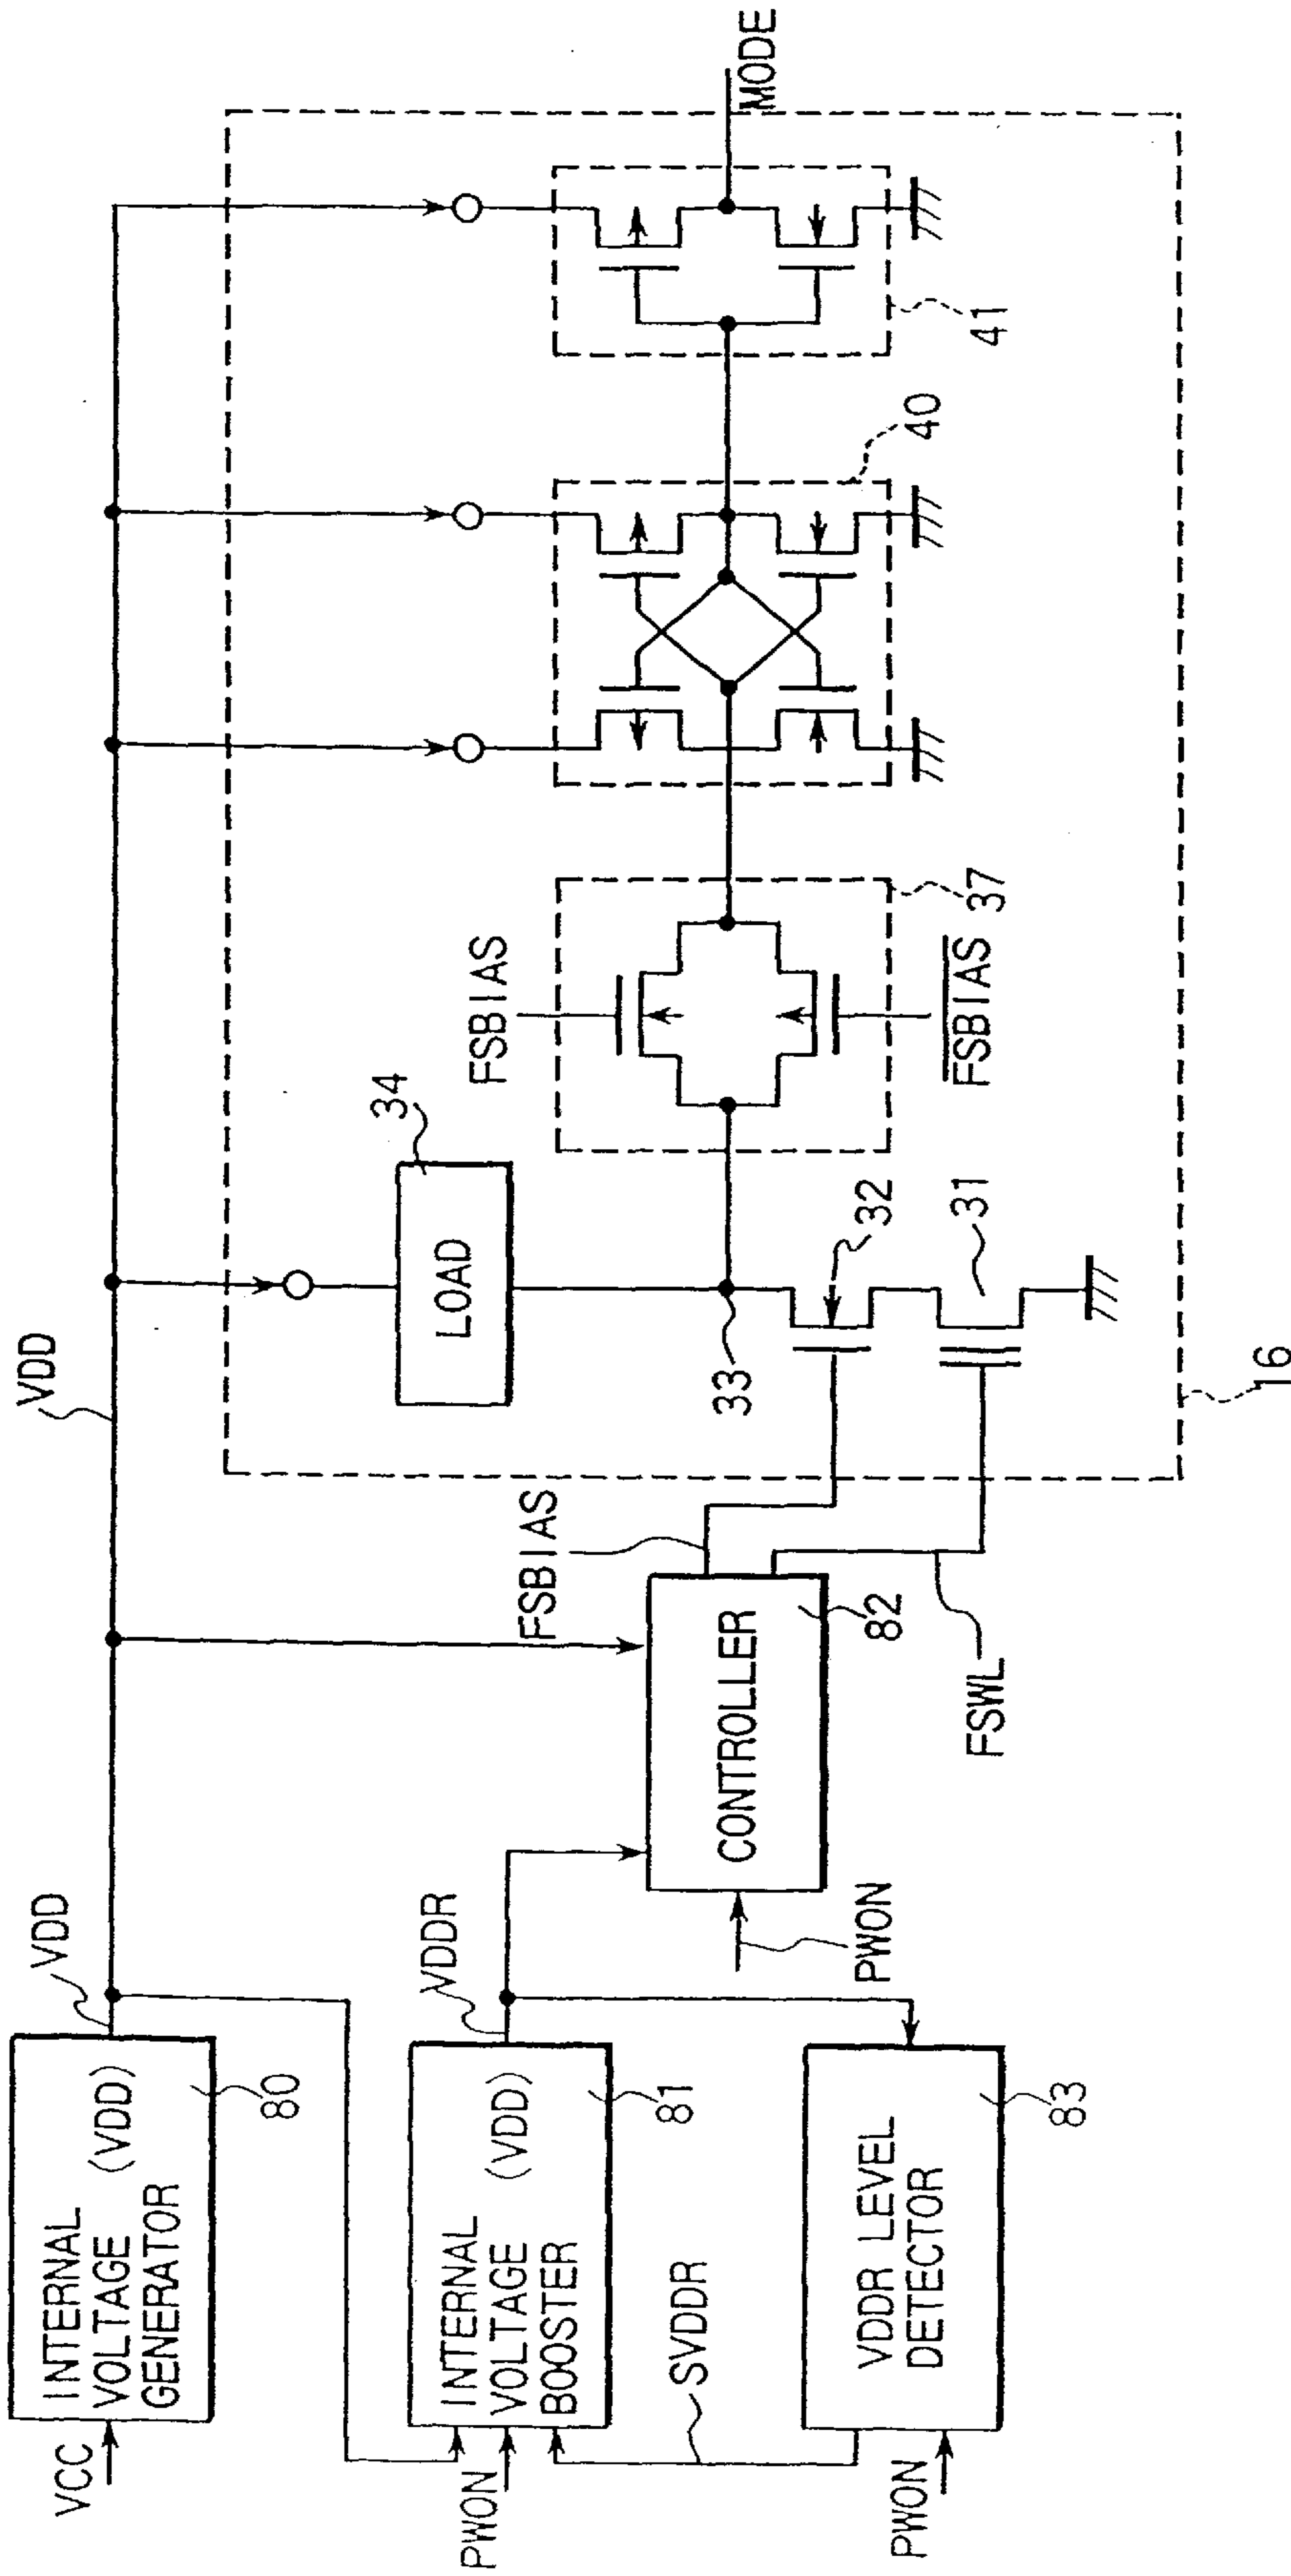 INTERNAL
VOLTAGE (VDD)
GENERATOR
80
VCC
VDD
VDD
INTERNAL
VOLTAGE (VDD)
BOOSTER
81
PWON
VDDR
SVDDR
VDDR LEVEL
DETECTOR
83
PWON
CONTROLLER
82
PWON
FSBIAS
FSWL
LOAD
34
33
32
31
FSBIAS
FSBIAS
37
40
41
MODE
16